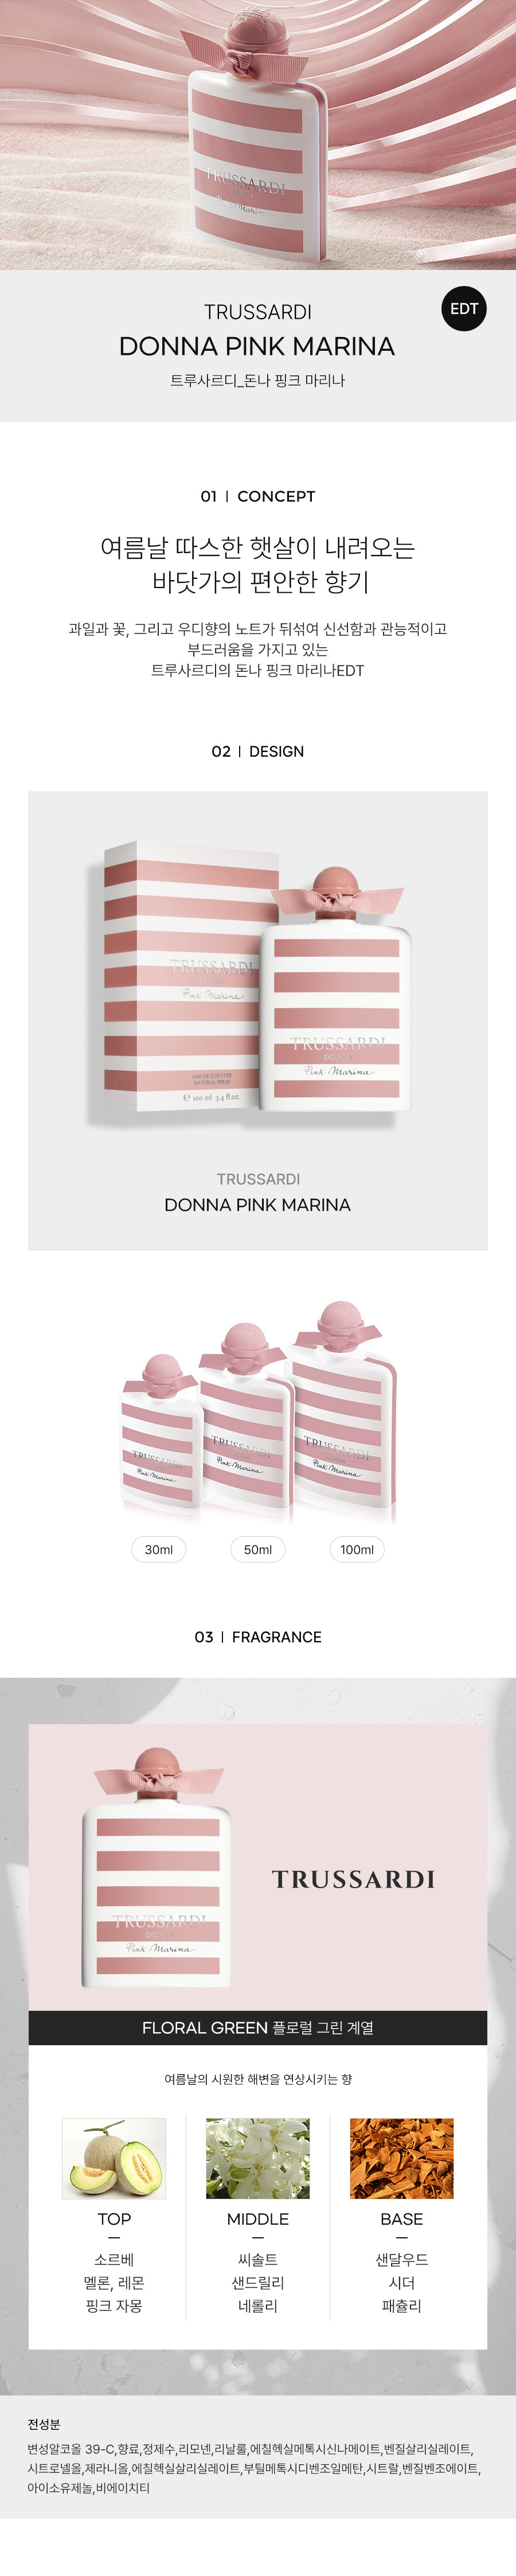 TRUSSARDI
DONNA
Pink Marina
TRUSSARDI
EDT
DONNA PINK MARINA
트루사르디_돈나 핑크 마리나
01 | CONCEPT
여름날 따스한 햇살이 내려오는
바닷가의 편안한 향기
과일과 꽃, 그리고 우디향의 노트가 뒤섞여 신선함과 관능적이고
부드러움을 가지고 있는
트루사르디의 돈나 핑크 마리나EDT
02 | DESIGN
TRUSSARDI
DONNA
Pink Marina
EAU DE TOILETTE
NATURAL SPRAY
℮ 100 ml 3.4 fl.oz.
TRUSSARDI
DONNA
Pink Marina
TRUSSARDI
DONNA PINK MARINA
TRUSSARDI
Pink Marina
TRUSSARDI
Pink Marina
TRUSSARDI
Pink Marina
30ml
50ml
100ml
03 | FRAGRANCE
TRUSSARDI
DONNA
Pink Marina
TRUSSARDI
FLORAL GREEN 플로럴 그린 계열
여름날의 시원한 해변을 연상시키는 향
TOP
소르베
멜론, 레몬
핑크 자몽
MIDDLE
씨솔트
샌드릴리
네롤리
BASE
샌달우드
시더
패츌리
전성분
변성알코올 39-C,향료,정제수,리모넨,리날룰,에칠헥실메톡시신나메이트,벤질살리실레이트,
시트로넬올,제라니올,에칠헥실살리실레이트,부틸메톡시디벤조일메탄,시트랄,벤질벤조에이트,
아이소유제놀,비에이치티